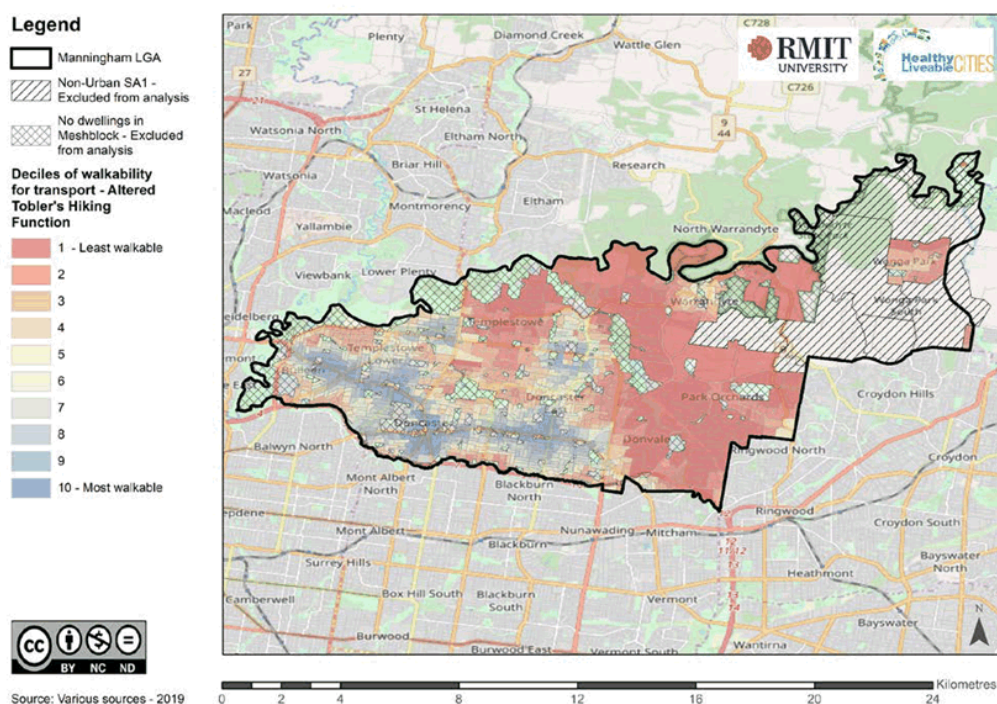 Legend
Manningham LGA
Non-Urban SA1 -
Excluded from analysis
No dwellings in
Meshblock - Excluded
from analysis
Deciles of walkability
for transport - Altered
Tobler's Hiking
Function
1 - Least walkable
2
3
4
5
6
7
8
9
10 - Most walkable
CC BY NC ND
Source: Various sources - 2019
RMIT
UNIVERSITY
Healthy
Liveable CITIES
Park
Plenty
Diamond Creek
C728
Wattle Glen
27
C726
St Helena
Watsonia North
Eltham North
9
44
Watsonia
Briar Hill
Research
Macleod
Montmorency
Eltham
Yallambie
North Warrandyte
Viewbank
Lower Plenty
Wonga Park
Warrandyte
Wonga Park
South
Templestowe
Templestowe
Lower
Bulleen
Doncaster
East
Park Orchards
Croydon Hills
Doncaster
Donvale
Balwyn North
Ringwood North
Croydon
Mont Albert
North
Blackburn
North
Ringwood
Mont Albert
Nunawading
Mitcham
Croydon South
Blackburn
Surrey Hills
Heathmont
Bayswater
North
Camberwell
Box Hill South
Blackburn
South
Vermont
Bayswater
Burwood
Burwood East
Vermont South
Wantirna
N
0 2 4 8 12 16 20 24 Kilometres